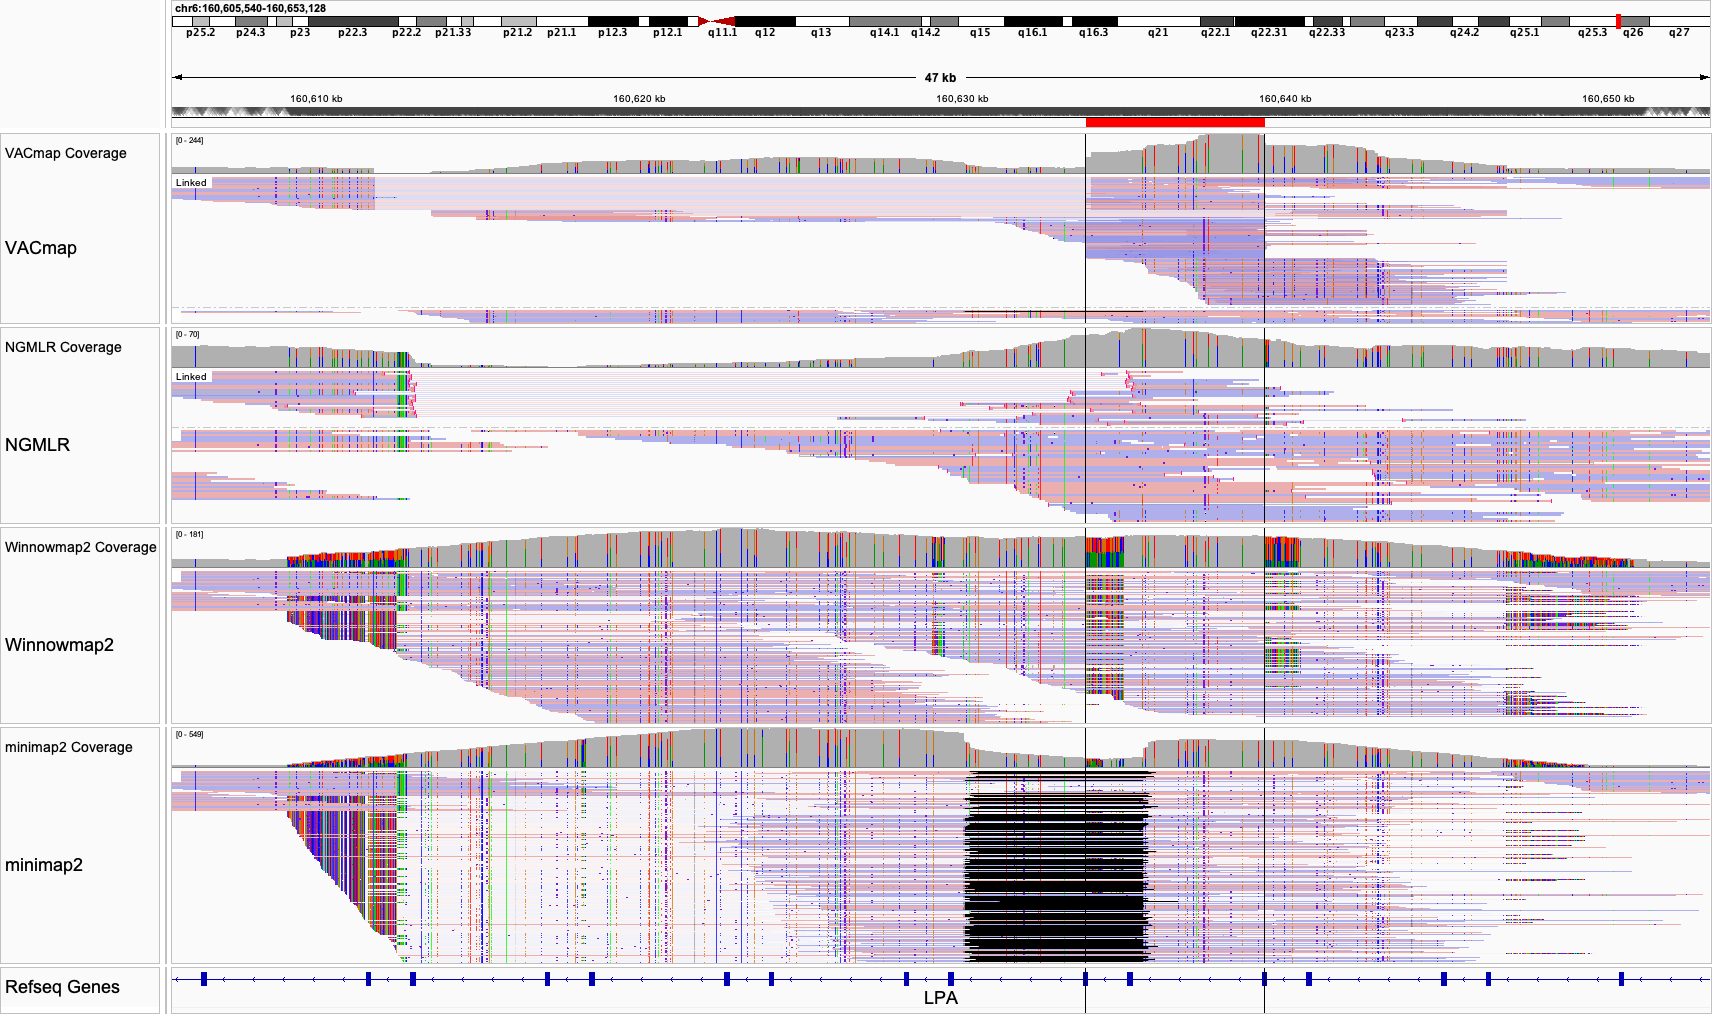 chr6:160,605,540-160,653,128
p25.2 p24.3 p23 p22.3 p22.2 p21.33 p21.2 p21.1 p12.3 p12.1 q11.1 q12 q13 q14.1 q14.2 q15 q16.1 q16.3 q21 q22.1 q22.31 q22.33 q23.3 q24.2 q25.1 q25.3 q26 q27
47 kb
160,610 kb 160,620 kb 160,630 kb 160,640 kb 160,650 kb
[0 - 244]
VACmap Coverage
Linked
VACmap
[0 - 70]
NGMLR Coverage
Linked
NGMLR
[0 - 181]
Winnowmap2 Coverage
Winnowmap2
[0 - 549]
minimap2 Coverage
minimap2
Refseq Genes
LPA